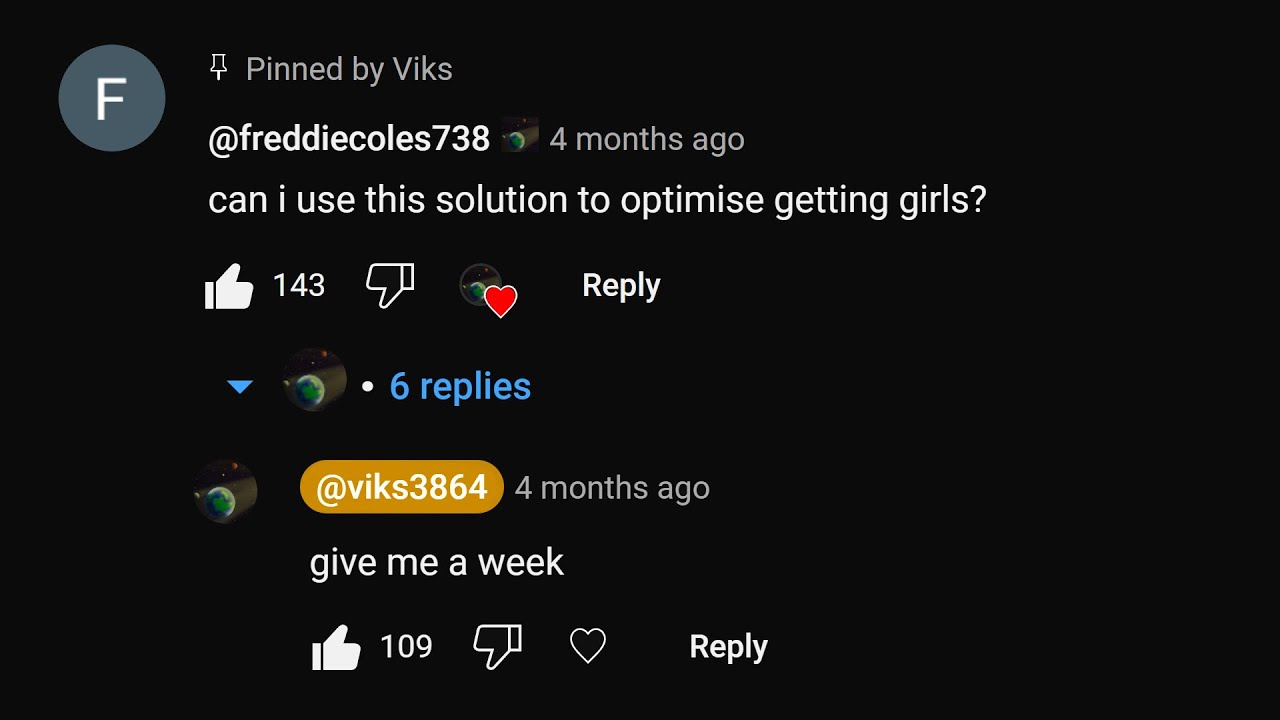 F
Pinned by Viks
@freddiecoles738 4 months ago
can i use this solution to optimise getting girls?
143 Reply
• 6 replies
@viks3864 4 months ago
give me a week
109 Reply